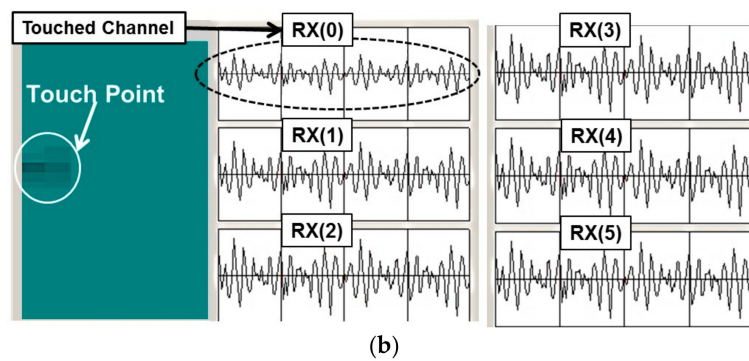 Touched Channel
RX(0)
RX(3)
Touch Point
RX(1)
RX(4)
RX(2)
RX(5)
(b)